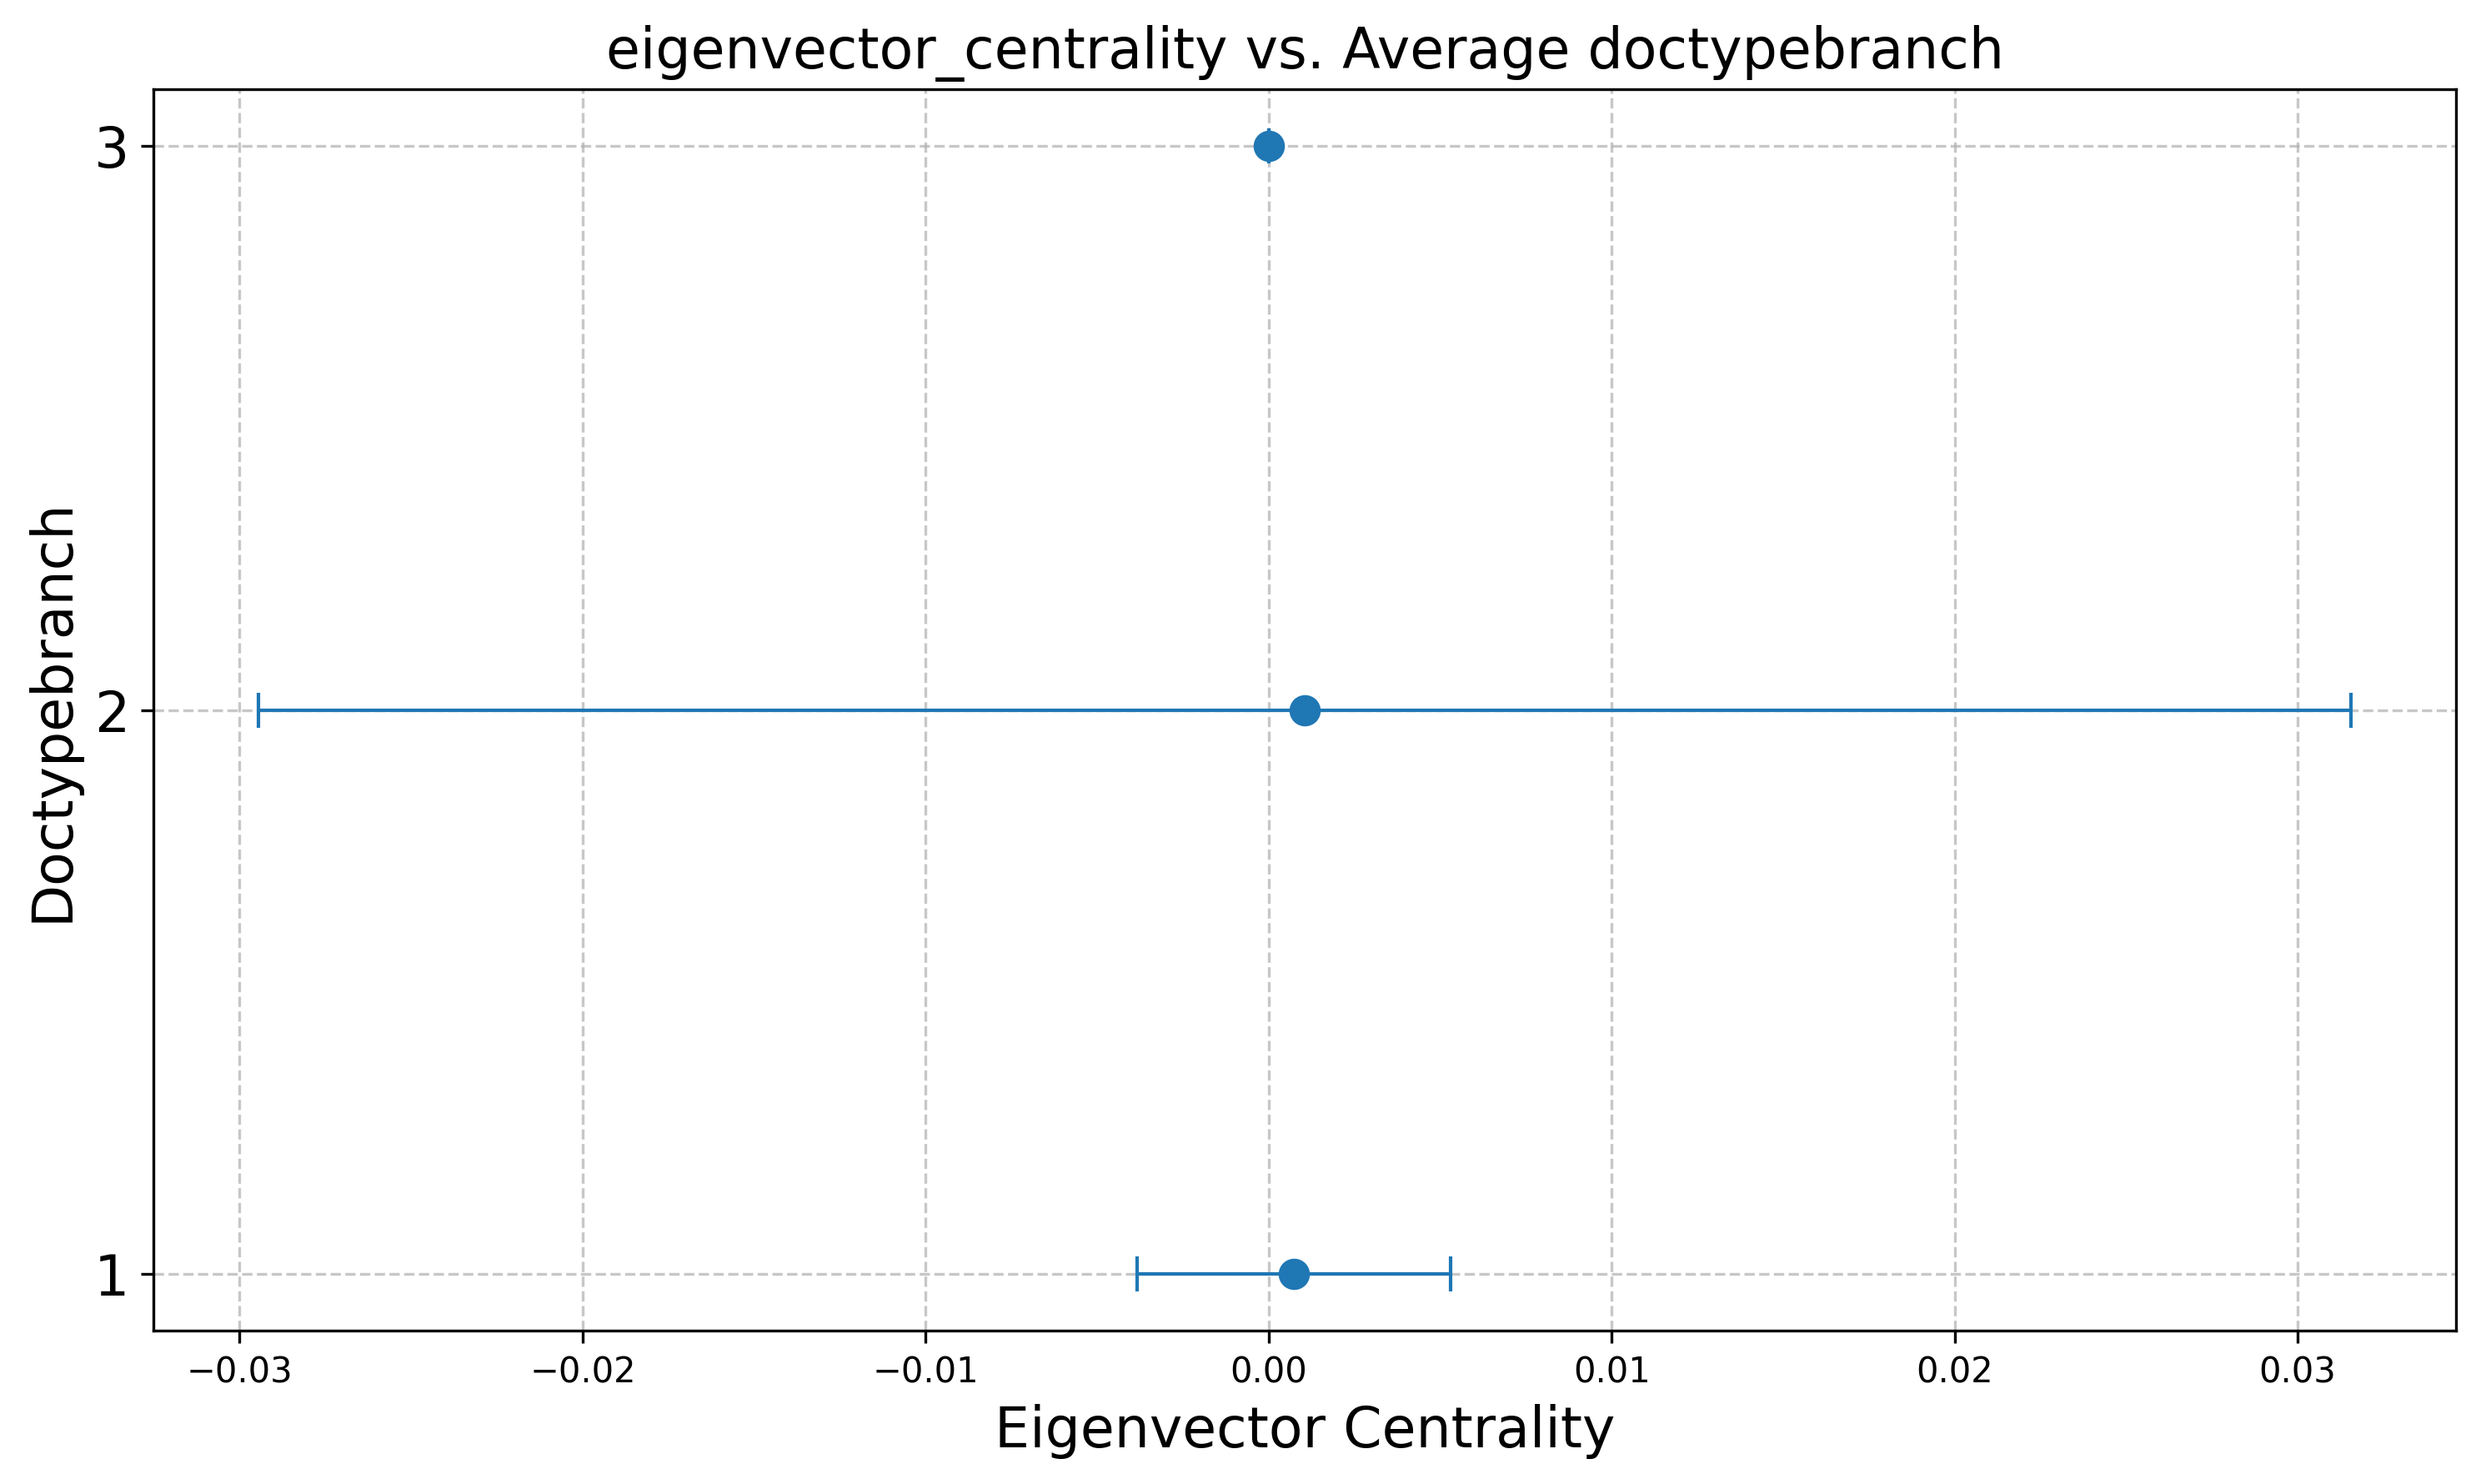 eigenvector_centrality vs. Average doctypebranch
Doctypebranch
3
2
1
−0.03 −0.02 −0.01 0.00 0.01 0.02 0.03
Eigenvector Centrality